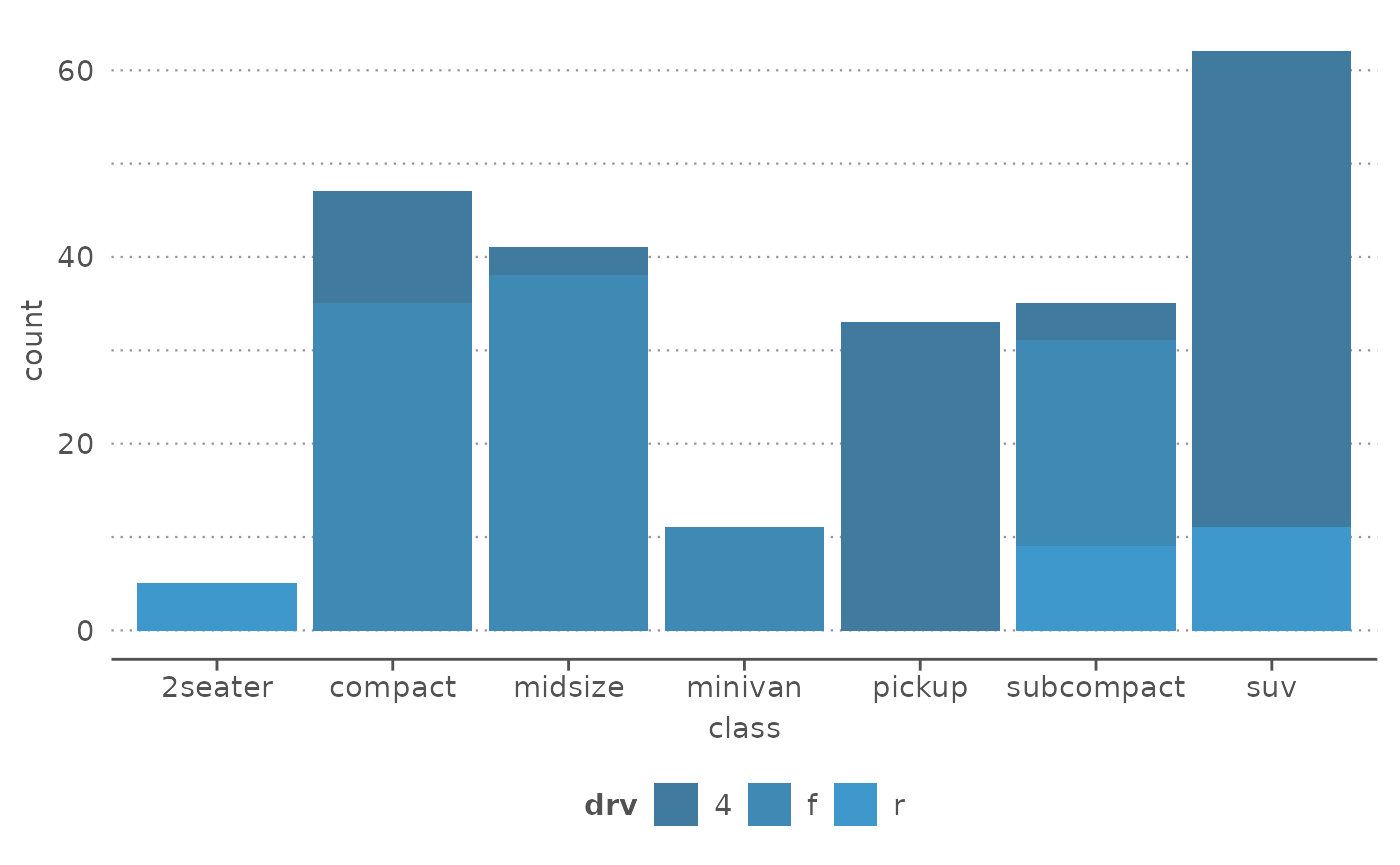 60
40
20
0
count
2seater compact midsize minivan pickup subcompact suv
class
drv 4 f r